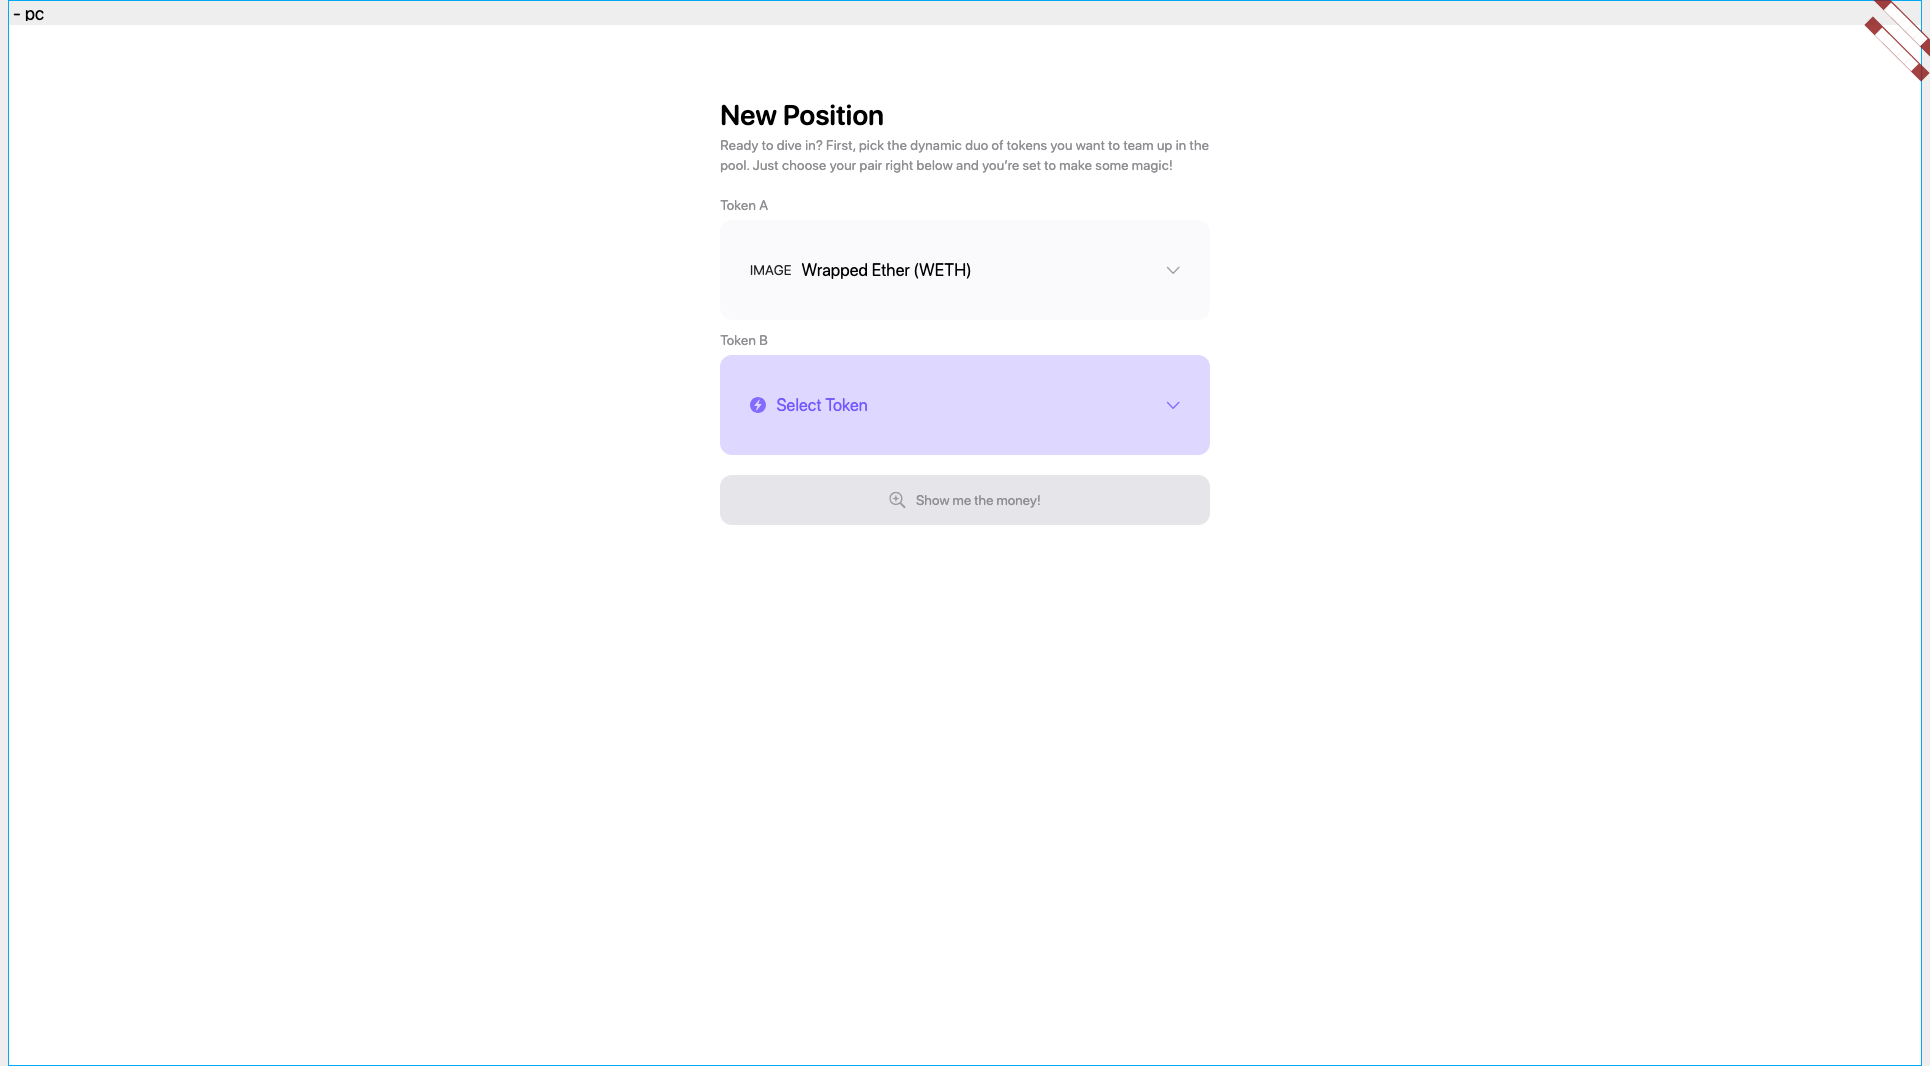 - pc
New Position
Ready to dive in? First, pick the dynamic duo of tokens you want to team up in the
pool. Just choose your pair right below and you’re set to make some magic!
Token A
IMAGE Wrapped Ether (WETH)
Token B
Select Token
Show me the money!